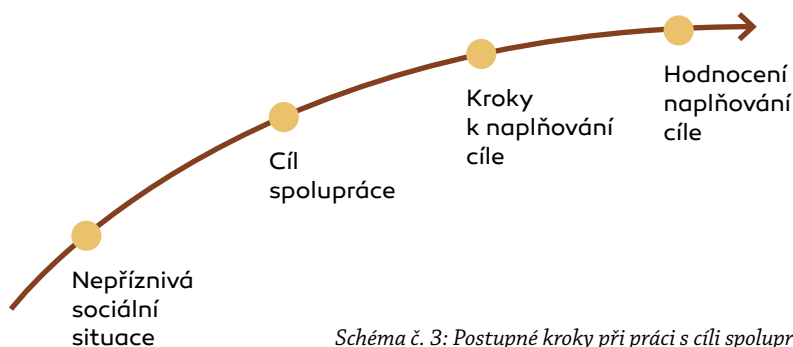 Nepříznivá
sociální
situace
Cíl
spolupráce
Kroky
k naplňování
cíle
Hodnocení
naplňování
cíle
Schéma č. 3: Postupné kroky při práci s cíli